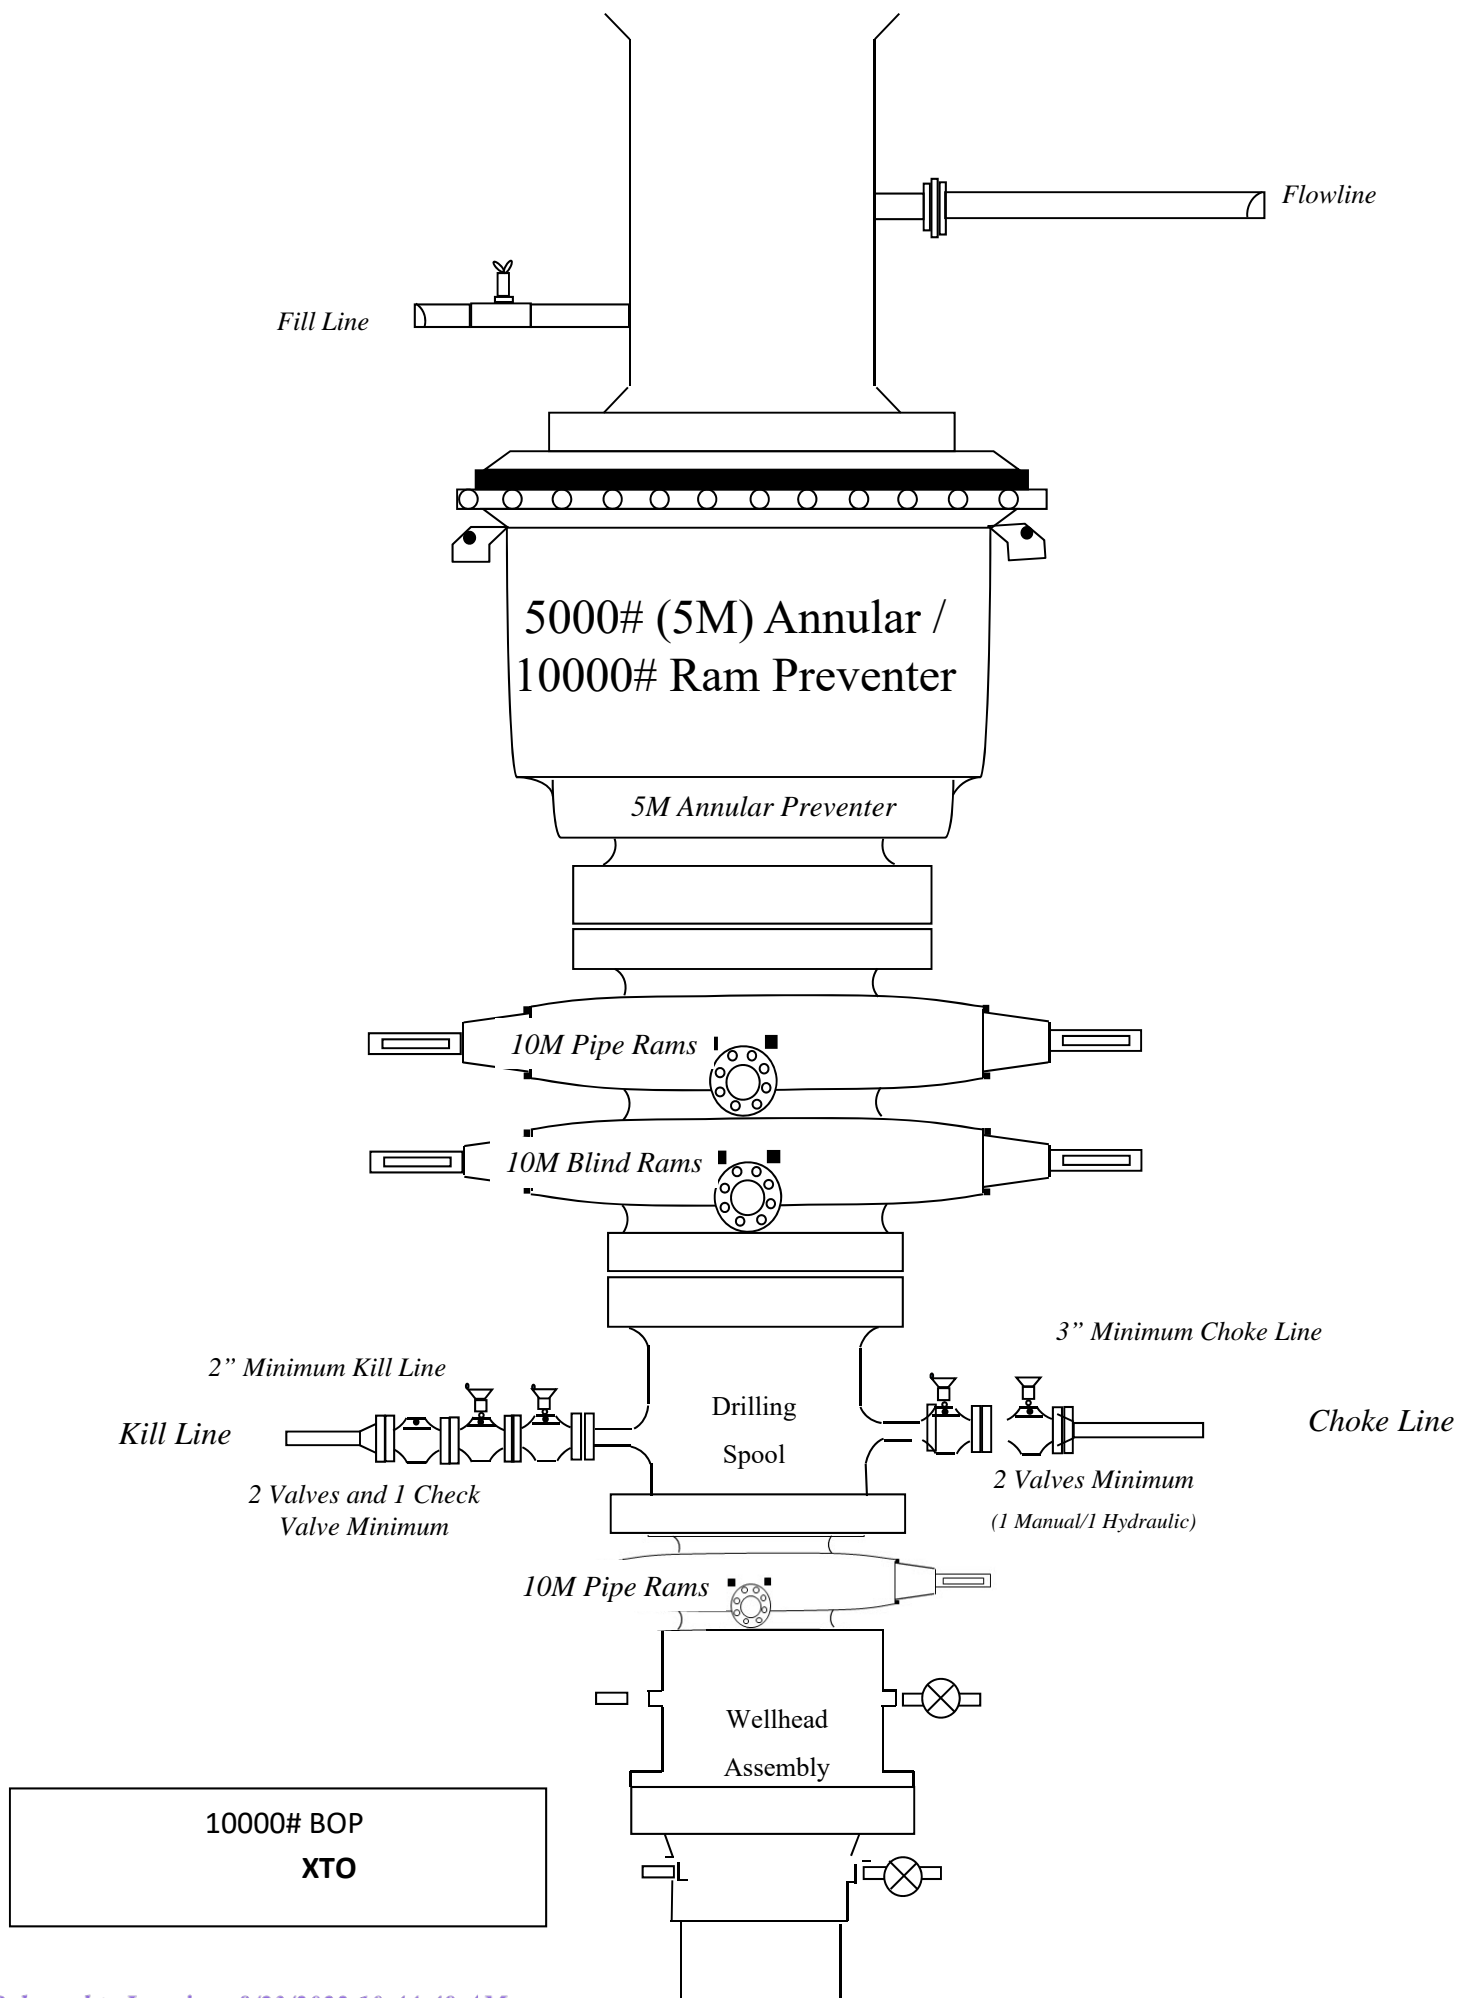 Flowline
Fill Line
5000# (5M) Annular /
10000# Ram Preventer
5M Annular Preventer
10M Pipe Rams
10M Blind Rams
3” Minimum Choke Line
2” Minimum Kill Line
Drilling
Spool
Kill Line
Choke Line
2 Valves and 1 Check
Valve Minimum
2 Valves Minimum
(1 Manual/1 Hydraulic)
10M Pipe Rams
Wellhead
Assembly
10000# BOP
XTO